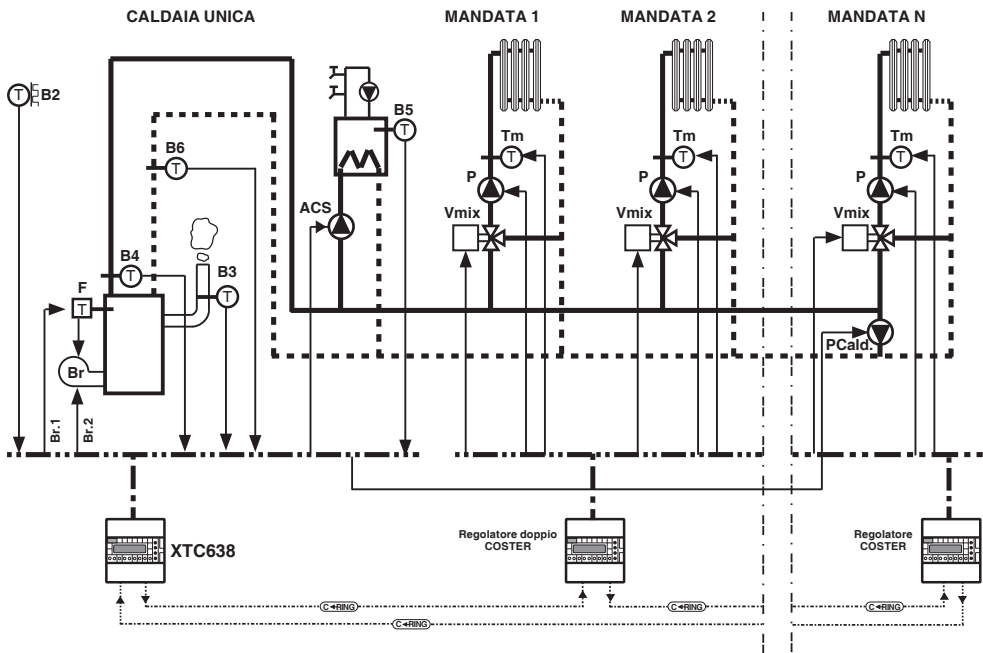 CALDAIA UNICA
MANDATA 1
MANDATA 2
MANDATA N
T
B2
B5
T
B6
T
Tm
T
Tm
T
Tm
T
P
P
P
ACS
Vmix
Vmix
Vmix
B4
T
B3
T
F
T
PCald.
Br
Br.1
Br.2
XTC638
Regolatore doppio
COSTER
Regolatore
COSTER
C RING
C RING
C RING
C RING